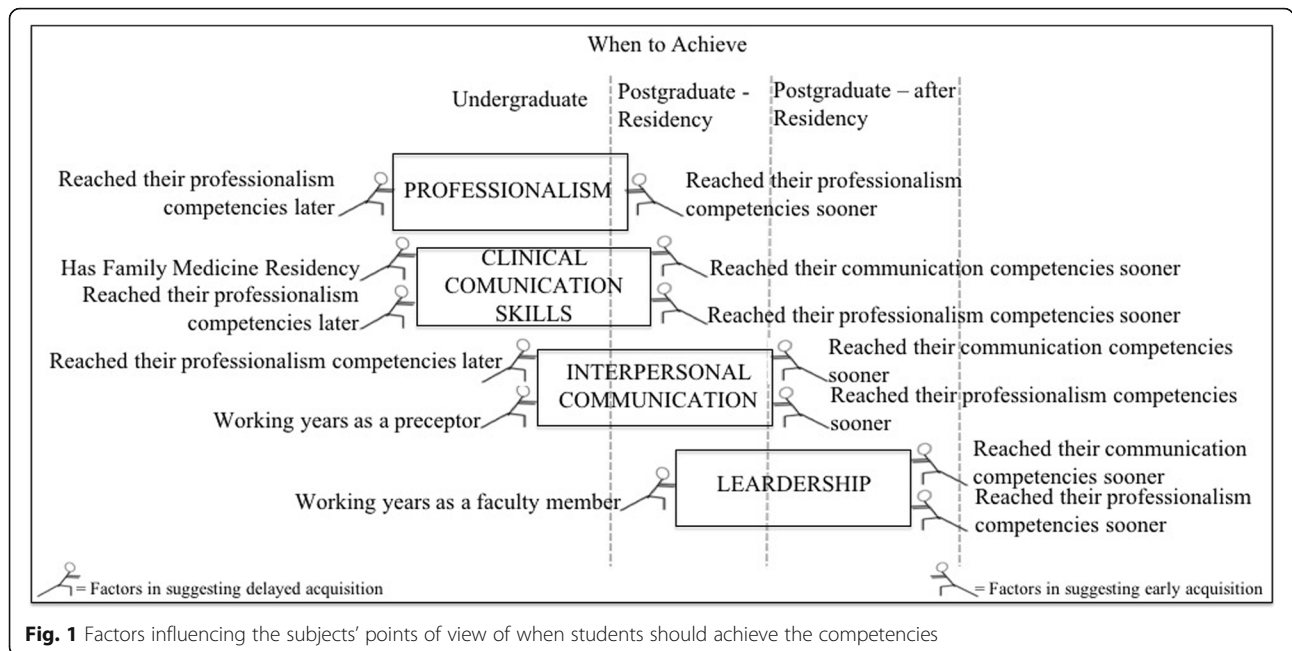 When to Achieve
Undergraduate
Postgraduate -
Residency
Postgraduate – after
Residency
Reached their professionalism
competencies later
PROFESSIONALISM
Reached their professionalism
competencies sooner
Has Family Medicine Residency
Reached their professionalism
competencies later
CLINICAL
COMUNICATION
SKILLS
Reached their communication competencies sooner
Reached their professionalism competencies sooner
Reached their professionalism competencies later
Working years as a preceptor
INTERPERSONAL
COMMUNICATION
Reached their communication competencies
sooner
Reached their professionalism competencies
sooner
Working years as a faculty member
LEARDERSHIP
Reached their communication
competencies sooner
Reached their professionalism
competencies sooner
= Factors in suggesting delayed acquisition
= Factors in suggesting early acquisition
Fig. 1 Factors influencing the subjects’ points of view of when students should achieve the competencies